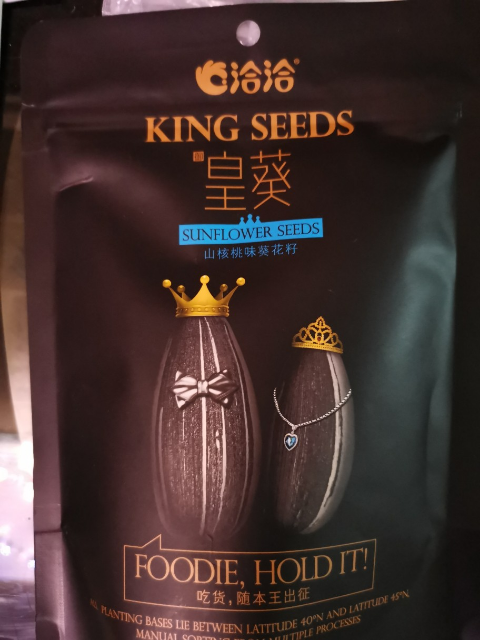 洽洽®
KING SEEDS
皇葵
SUNFLOWER SEEDS
山核桃味葵花籽
FOODIE, HOLD IT!
吃货,随本王出征
PLANTING BASES LIE BETWEEN LATITUDE 40°N AND LATITUDE 45°N,
MANUAL SORTING FROM MULTIPLE PROCESSES